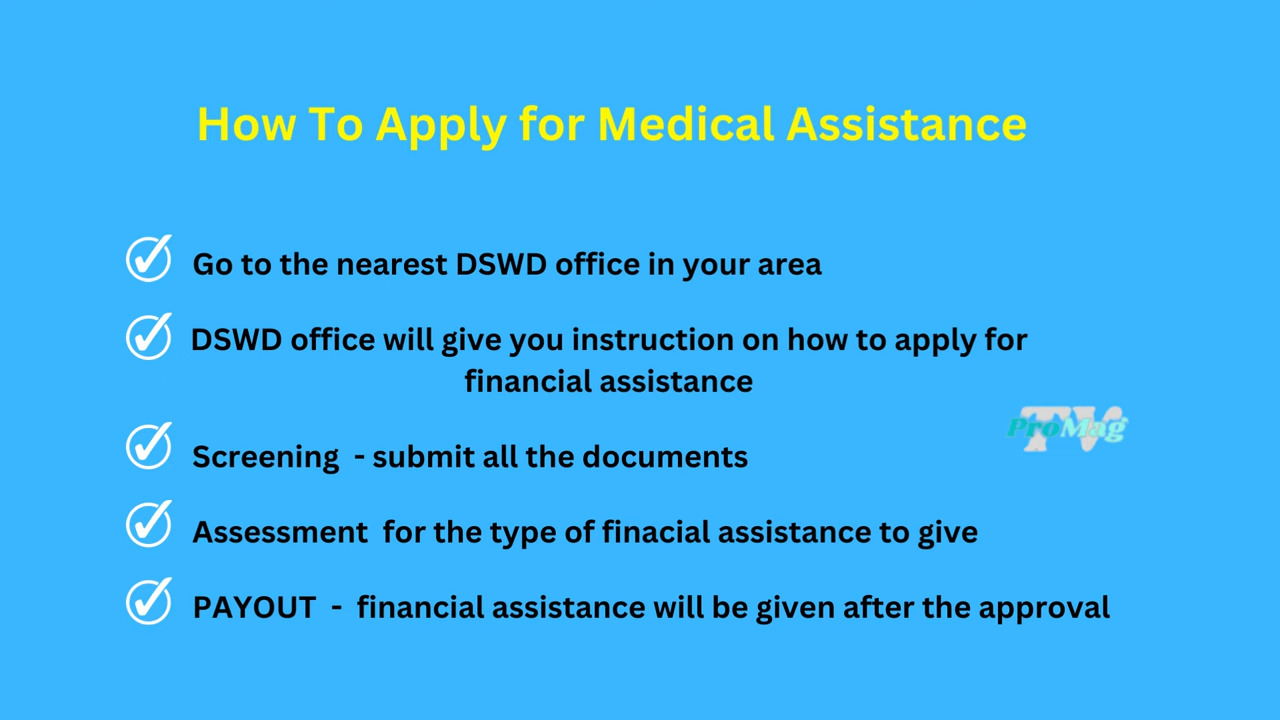 How To Apply for Medical Assistance
Go to the nearest DSWD office in your area
DSWD office will give you instruction on how to apply for
financial assistance
Screening - submit all the documents
TV
ProMag
Assessment for the type of finacial assistance to give
PAYOUT - financial assistance will be given after the approval